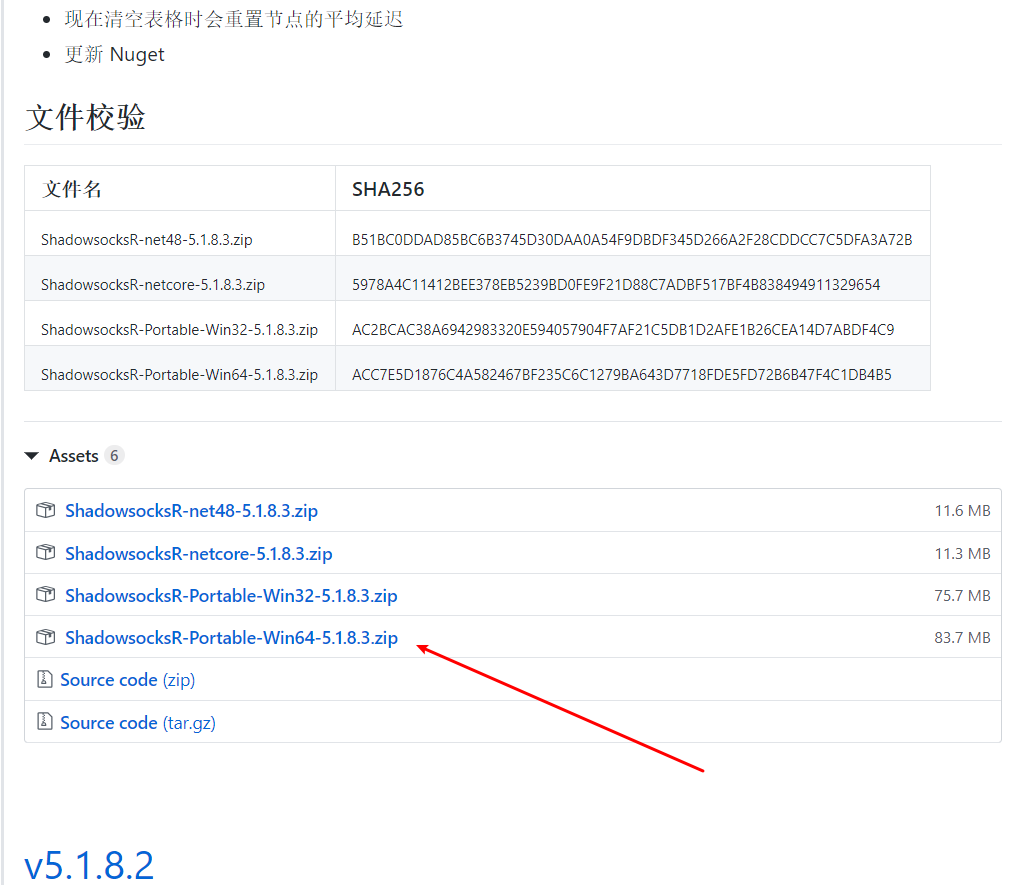 现在清空表格时会重置节点的平均延迟
更新 Nuget
文件校验
文件名 SHA256
ShadowsocksR-net48-5.1.8.3.zip B51BC0DDAD85BC6B3745D30DAA0A54F9DBDF345D266A2F28CDDCC7C5DFA3A72B
ShadowsocksR-netcore-5.1.8.3.zip 5978A4C11412BEE378EB5239BD0FE9F21D88C7ADBF517BF4B838494911329654
ShadowsocksR-Portable-Win32-5.1.8.3.zip AC2BCAC38A6942983320E594057904F7AF21C5DB1D2AFE1B26CEA14D7ABDF4C9
ShadowsocksR-Portable-Win64-5.1.8.3.zip ACC7E5D1876C4A582467BF235C6C1279BA643D7718FDE5FD72B6B47F4C1DB4B5
Assets 6
ShadowsocksR-net48-5.1.8.3.zip 11.6 MB
ShadowsocksR-netcore-5.1.8.3.zip 11.3 MB
ShadowsocksR-Portable-Win32-5.1.8.3.zip 75.7 MB
ShadowsocksR-Portable-Win64-5.1.8.3.zip 83.7 MB
Source code (zip)
Source code (tar.gz)
v5.1.8.2